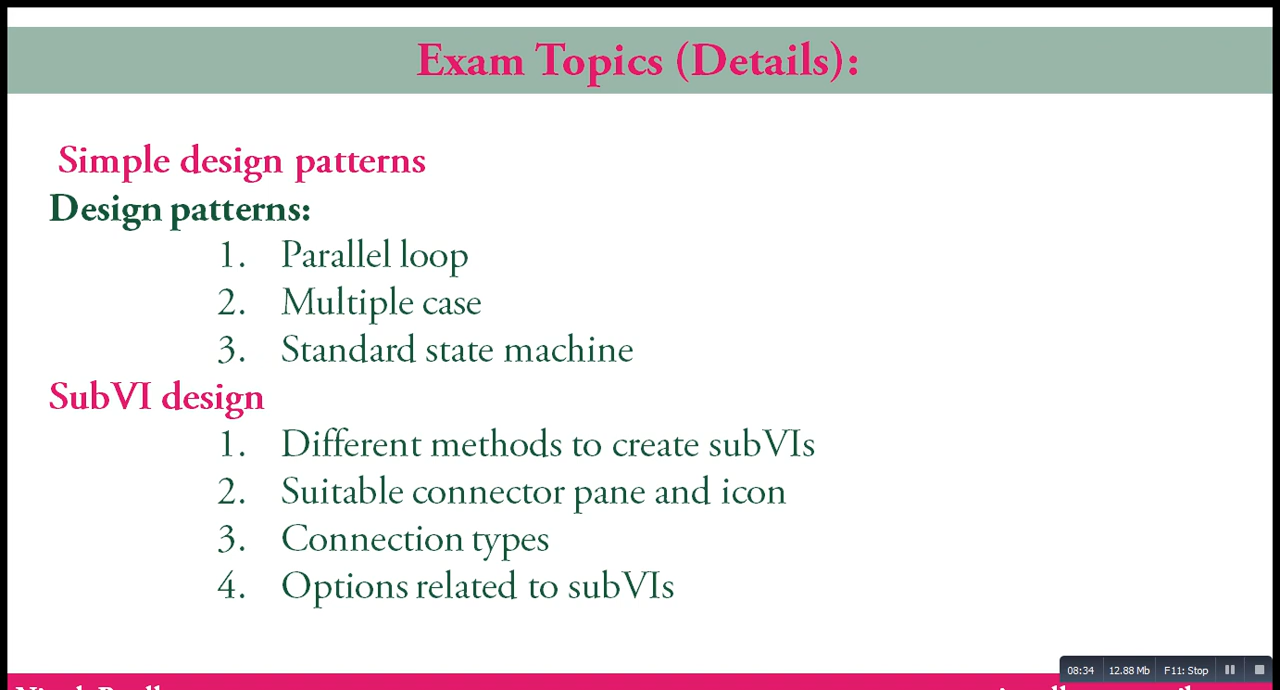 Exam Topics (Details):
Simple design patterns
Design patterns:
1. Parallel loop
2. Multiple case
3. Standard state machine
SubVI design
1. Different methods to create subVIs
2. Suitable connector pane and icon
3. Connection types
4. Options related to subVIs
08:34 12.88 Mb F11: Stop